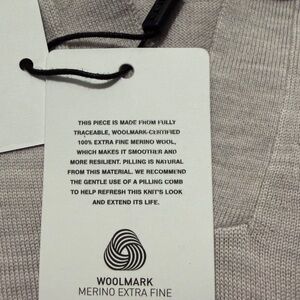 THIS PIECE IS MADE FROM FULLY
TRACEABLE, WOOLMARK-CERTIFIED
100% EXTRA FINE MERINO WOOL,
WHICH MAKES IT SMOOTHER AND
MORE RESILIENT. PILLING IS NATURAL
FROM THIS MATERIAL. WE RECOMMEND
THE GENTLE USE OF A PILLING COMB
TO HELP REFRESH THIS KNIT'S LOOK
AND EXTEND ITS LIFE.
WOOLMARK
MERINO EXTRA FINE